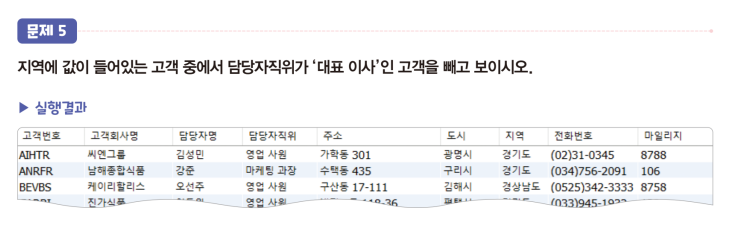 문제 5
지역에 값이 들어있는 고객 중에서 담당자직위가 ‘대표 이사’인 고객을 빼고 보이시오.
▶ 실행결과
고객번호 고객회사명 담당자명 담당자직위 주소 도시 지역 전화번호 마일리지
AIHTR 씨엔그룹 김성민 영업 사원 가학동 301 광명시 경기도 (02)31-0345 8788
ANRFR 남해종합식품 강준 마케팅 과장 수택동 435 구리시 경기도 (034)756-2091 106
BEVBS 케이리할리스 오선주 영업 사원 구산동 17-111 김해시 경상남도 (0525)342-3333 8758
진가식품 영업 사원 평택시